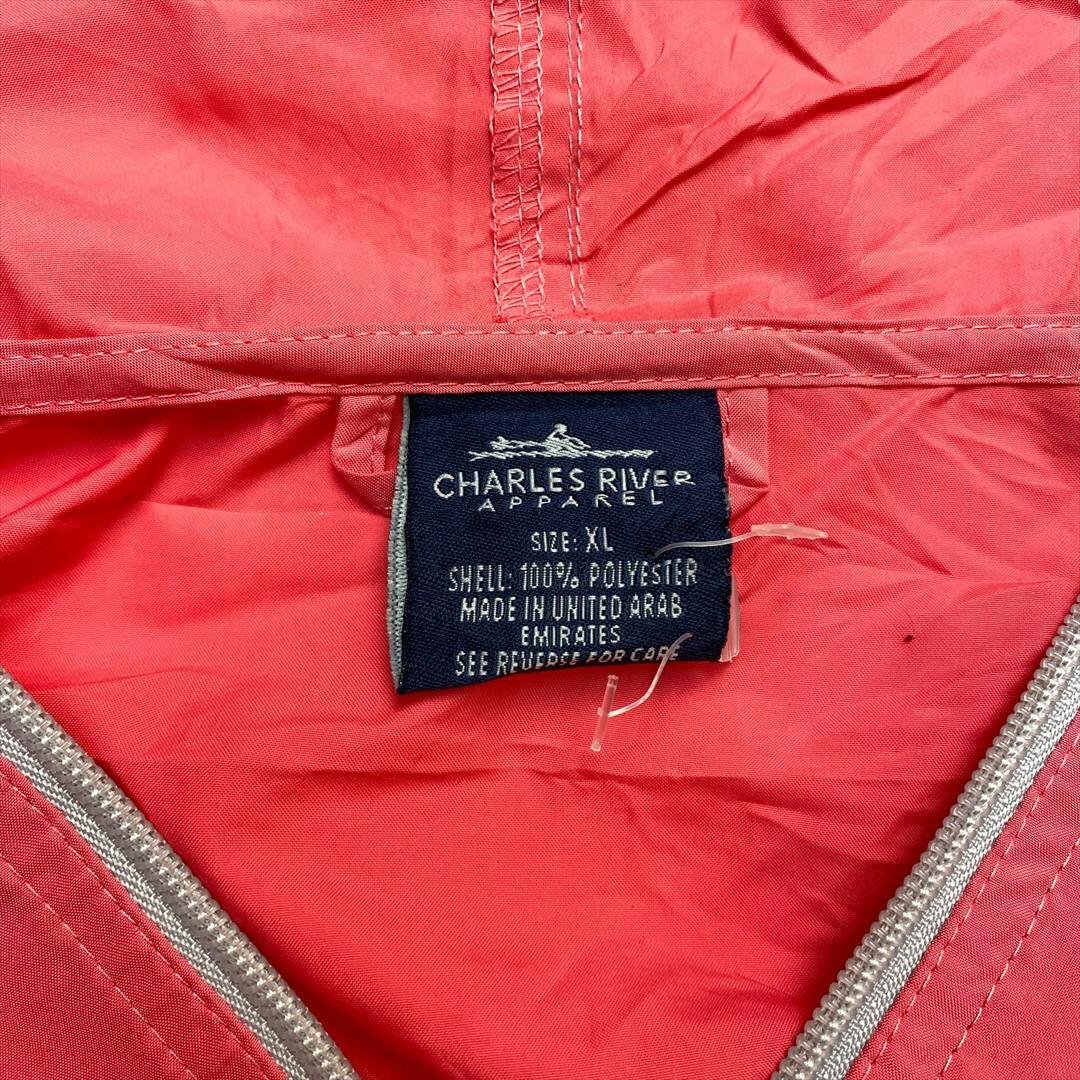 CHARLES RIVER
APPAREL
SIZE: XL
SHELL: 100% POLYESTER
MADE IN UNITED ARAB
EMIRATES
SEE REVERSE FOR CARE